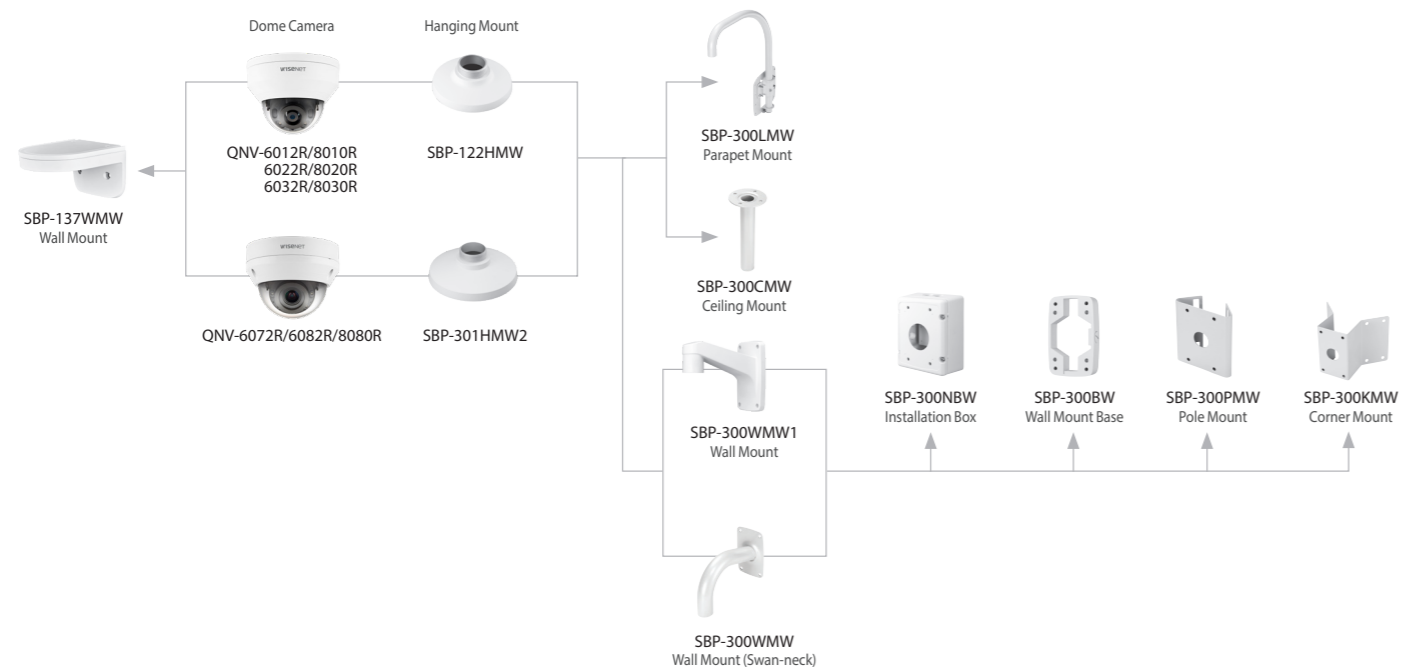 Dome Camera
Hanging Mount
WISENET
QNV-6012R/8010R
6022R/8020R
6032R/8030R
SBP-122HMW
SBP-137WMW
Wall Mount
WISENET
QNV-6072R/6082R/8080R
SBP-301HMW2
SBP-300LMW
Parapet Mount
SBP-300CMW
Ceiling Mount
SBP-300WMW1
Wall Mount
SBP-300WMW
Wall Mount (Swan-neck)
SBP-300NBW
Installation Box
SBP-300BW
Wall Mount Base
SBP-300PMW
Pole Mount
SBP-300KMW
Corner Mount